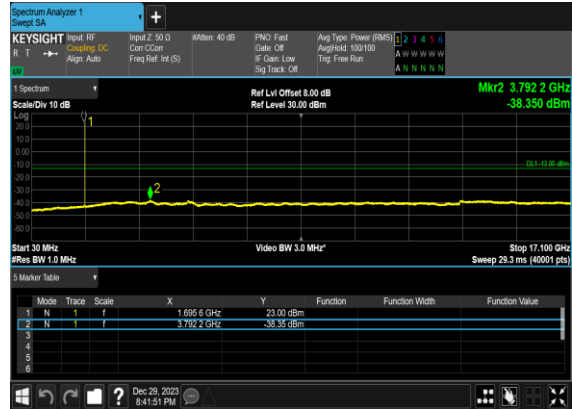 Spectrum Analyzer 1
Swept SA
+
KEYSIGHT
R T
Input: RF
Coupling: DC
Align: Auto
Input Z: 50 Ω
Corr CCorr
Freq Ref: Int (S)
#Atten: 40 dB
PNO: Fast
Gate: Off
IF Gain: Low
Sig Track: Off
Avg Type: Power (RMS)
Avg|Hold: 100/100
Trig: Free Run
1 2 3 4 5 6
A W W W W W
A N N N N N
1 Spectrum
Scale/Div 10 dB
Ref Lvl Offset 8.00 dB
Ref Level 30.00 dBm
Mkr2 3.792 2 GHz
-38.350 dBm
Log
20.0
10.0
0.00
-10.0
-20.0
-30.0
-40.0
-50.0
-60.0
1
2
DL1 -13.00 dBm
Start 30 MHz
#Res BW 1.0 MHz
Video BW 3.0 MHz*
Stop 17.100 GHz
Sweep 29.3 ms (40001 pts)
5 Marker Table
Mode Trace Scale X Y Function Function Width Function Value
1 N 1 f 1.695 6 GHz 23.00 dBm
2 N 1 f 3.792 2 GHz -38.35 dBm
3
4
5
6
?
Dec 29, 2023
8:41:51 PM